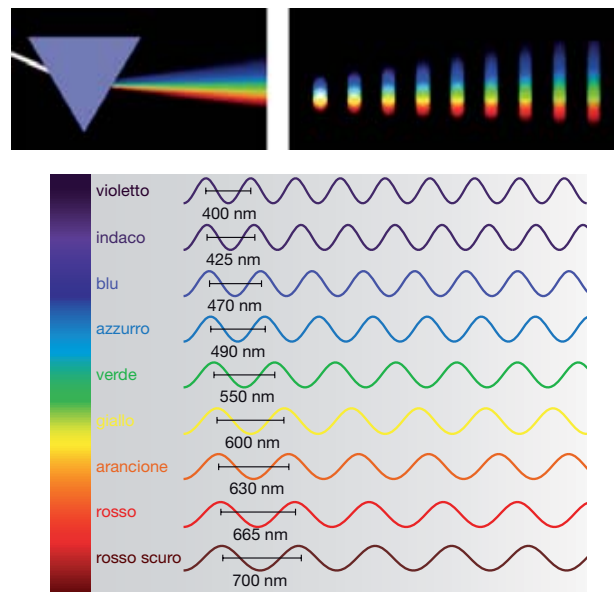 violetto
400 nm
indaco
425 nm
blu
470 nm
azzurro
490 nm
verde
550 nm
giallo
600 nm
arancione
630 nm
rosso
665 nm
rosso scuro
700 nm